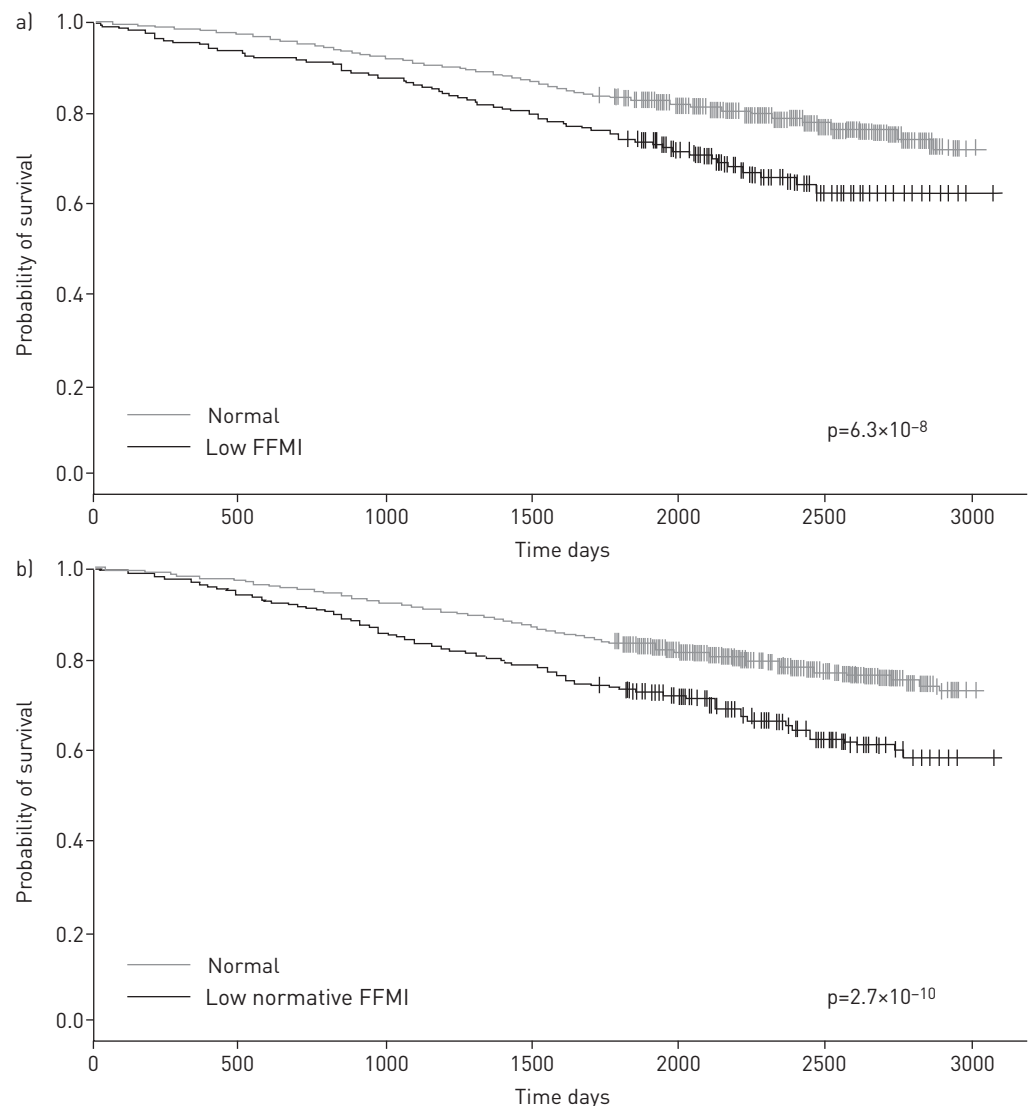 a)
Probability of survival
1.0
0.8
0.6
0.4
0.2
0.0
Normal
Low FFMI
p=6.3×10⁻⁸
0 500 1000 1500 2000 2500 3000
Time days
b)
Probability of survival
1.0
0.8
0.6
0.4
0.2
0.0
Normal
Low normative FFMI
p=2.7×10⁻¹⁰
0 500 1000 1500 2000 2500 3000
Time days